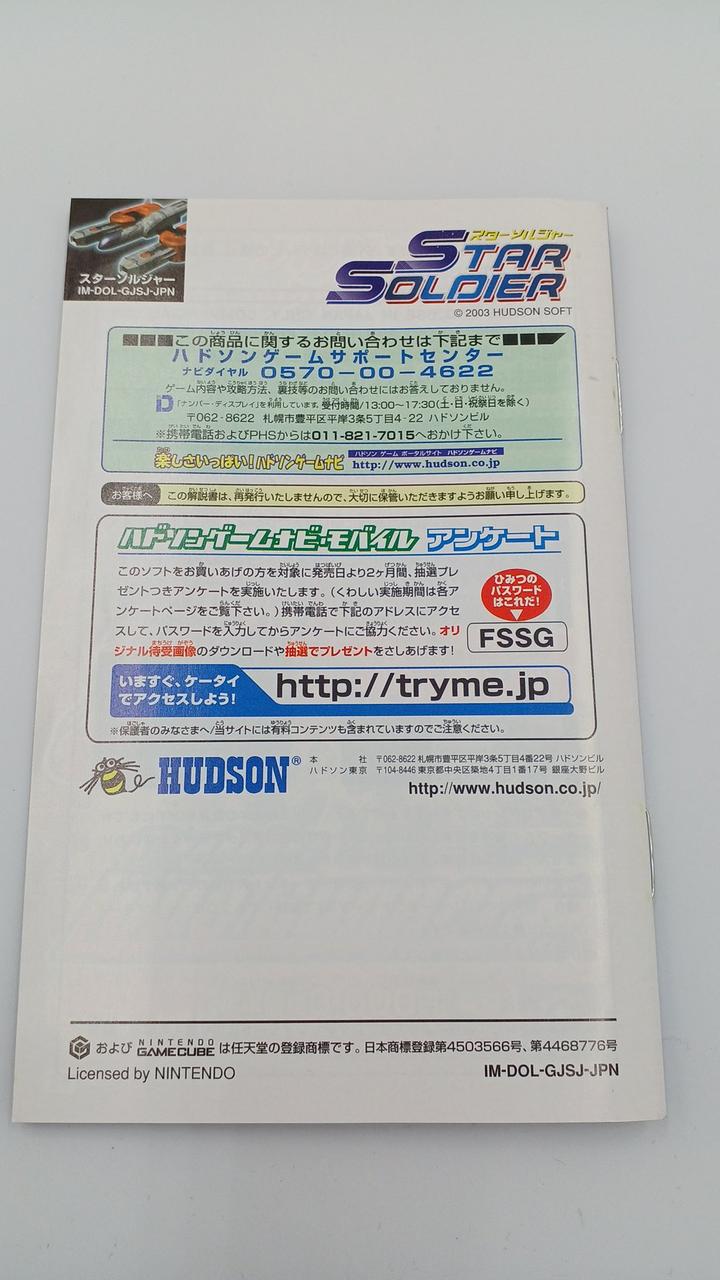 スターソルジャー
IM-DOL-GJSJ-JPN
スターソルジャー
STAR
SOLDIER
© 2003 HUDSON SOFT
この商品に関するお問い合わせは下記まで
ハドソンゲームサポートセンター
ナビダイヤル 0570-00-4622
ゲーム内容や攻略方法、裏技等のお問い合わせにはお答えしておりません。
D 「ナンバー・ディスプレイ」を利用しています。受付時間/13:00〜17:30(土・日・祝祭日を除く)
〒062-8622 札幌市豊平区平岸3条5丁目4-22 ハドソンビル
※携帯電話およびPHSからは011-821-7015へおかけ下さい。
楽しさいっぱい!ハドソンゲームナビ ハドソン ゲーム ポータルサイト ハドソンゲームナビ
http://www.hudson.co.jp
お客様へ この解説書は、再発行いたしませんので、大切に保管いただきますようお願い申し上げます。
ハドソンゲームナビ・モバイル アンケート
このソフトをお買いあげの方を対象に発売日より2ヶ月間、抽選プレ
ゼントつきアンケートを実施いたします。(くわしい実施期間は各ア
ンケートページをご覧下さい。)携帯電話で下記のアドレスにアクセ
スして、パスワードを入力してからアンケートにご協力ください。オリ
ジナル待受画像のダウンロードや抽選でプレゼントをさしあげます!
ひみつの
パスワード
はこれだ!
FSSG
いますぐ、ケータイ
でアクセスしよう!
http://tryme.jp
※保護者のみなさまへ/当サイトには有料コンテンツも含まれていますのでご注意ください。
HUDSON®
本社 〒062-8622 札幌市豊平区平岸3条5丁目4番22号 ハドソンビル
ハドソン東京 〒104-8446 東京都中央区築地4丁目1番17号 銀座大野ビル
http://www.hudson.co.jp/
および NINTENDO GAMECUBE は任天堂の登録商標です。日本商標登録第4503566号、第4468776号
Licensed by NINTENDO
IM-DOL-GJSJ-JPN